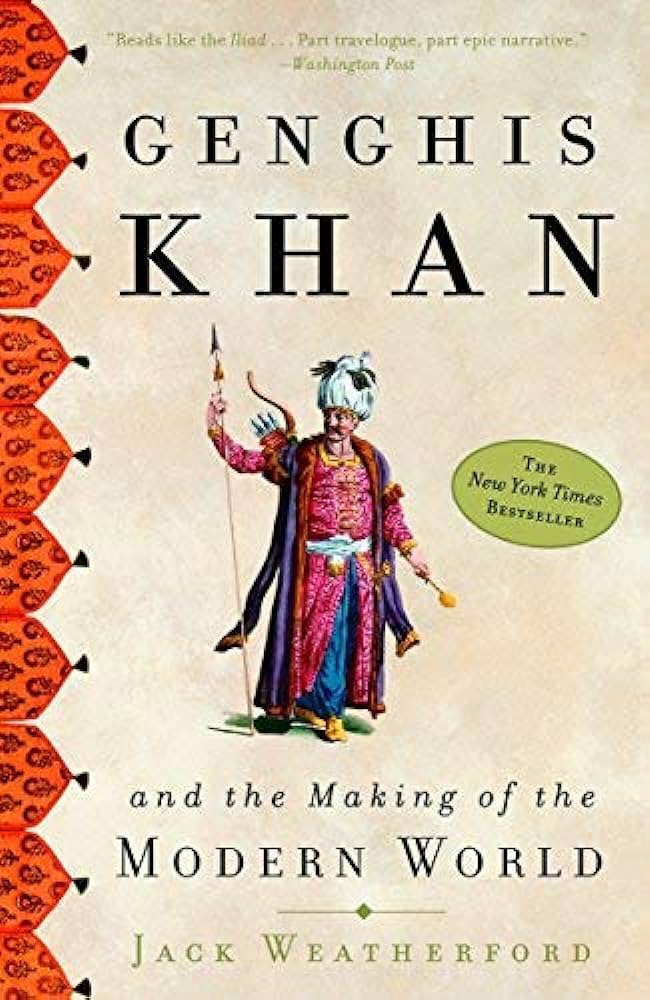 "Reads like the Iliad . . . Part travelogue, part epic narrative."
—Washington Post
GENGHIS
KHAN
THE
New York Times
BESTSELLER
and the Making of the
MODERN WORLD
JACK WEATHERFORD